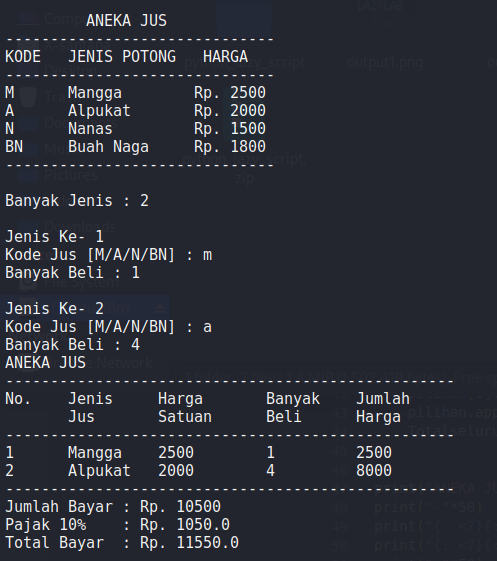 ANEKA JUS
------------------------------
KODE   JENIS POTONG   HARGA
------------------------------
M      Mangga        Rp. 2500
A      Alpukat       Rp. 2000
N      Nanas         Rp. 1500
BN     Buah Naga     Rp. 1800
------------------------------
Banyak Jenis : 2
Jenis Ke- 1
Kode Jus [M/A/N/BN] : m
Banyak Beli : 1
Jenis Ke- 2
Kode Jus [M/A/N/BN] : a
Banyak Beli : 4
ANEKA JUS
--------------------------------------------------
No.    Jenis     Harga       Banyak    Jumlah
       Jus       Satuan      Beli      Harga
--------------------------------------------------
1      Mangga    2500        1         2500
2      Alpukat   2000        4         8000
--------------------------------------------------
Jumlah Bayar : Rp. 10500
Pajak 10%    : Rp. 1050.0
Total Bayar  : Rp. 11550.0